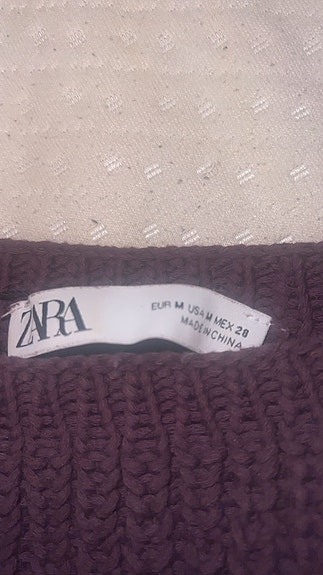 ZARA
EUR M USA M MEX 28
MADE IN CHINA